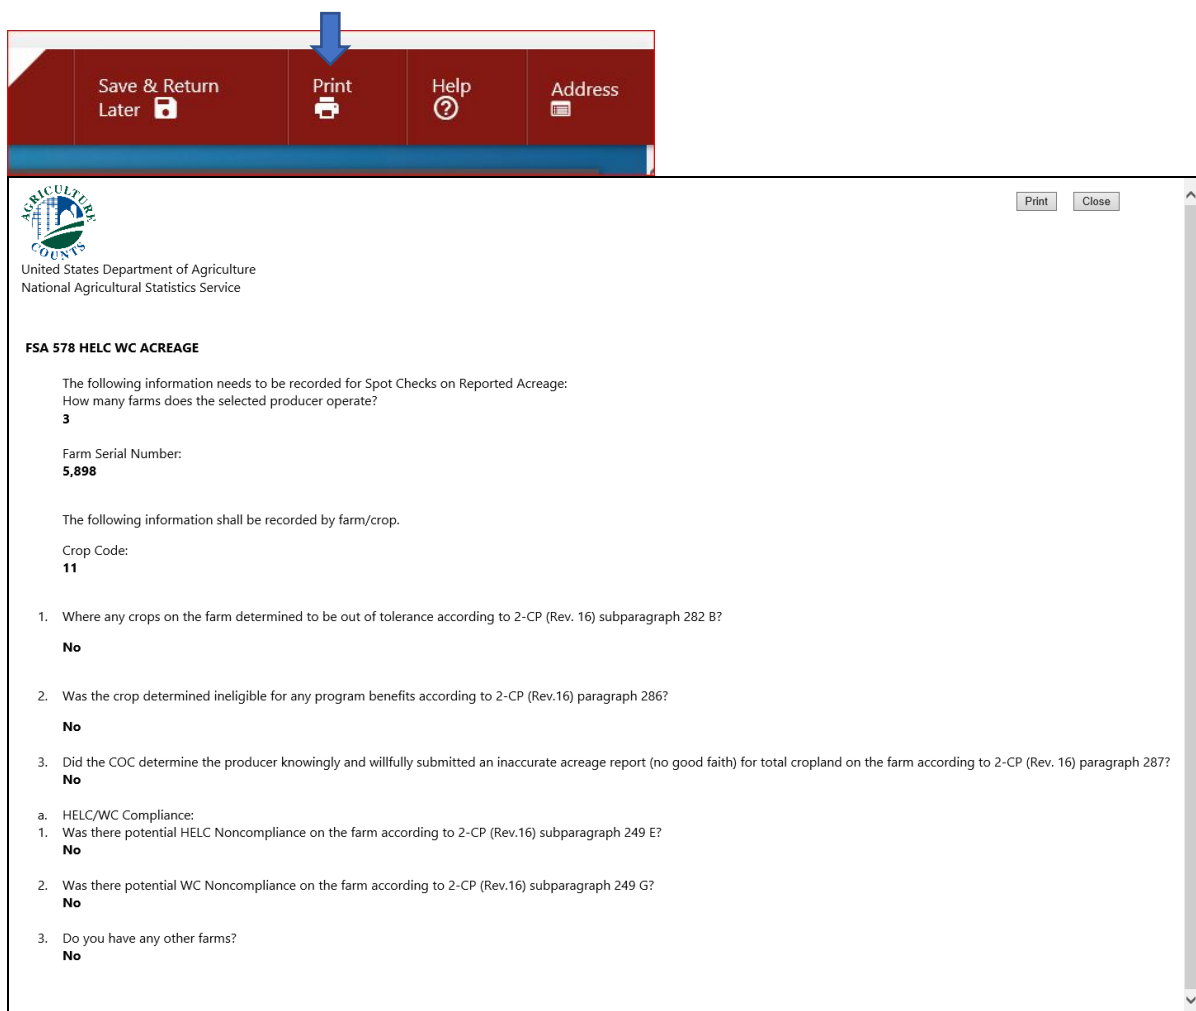 Save & Return
Later
Print
Help
Address
AGRICULTURE
COUNTS
Print
Close
United States Department of Agriculture
National Agricultural Statistics Service
FSA 578 HELC WC ACREAGE
The following information needs to be recorded for Spot Checks on Reported Acreage:
How many farms does the selected producer operate?
3
Farm Serial Number:
5,898
The following information shall be recorded by farm/crop.
Crop Code:
11
1. Where any crops on the farm determined to be out of tolerance according to 2-CP (Rev. 16) subparagraph 282 B?
No
2. Was the crop determined ineligible for any program benefits according to 2-CP (Rev.16) paragraph 286?
No
3. Did the COC determine the producer knowingly and willfully submitted an inaccurate acreage report (no good faith) for total cropland on the farm according to 2-CP (Rev. 16) paragraph 287?
No
a. HELC/WC Compliance:
1. Was there potential HELC Noncompliance on the farm according to 2-CP (Rev.16) subparagraph 249 E?
No
2. Was there potential WC Noncompliance on the farm according to 2-CP (Rev.16) subparagraph 249 G?
No
3. Do you have any other farms?
No